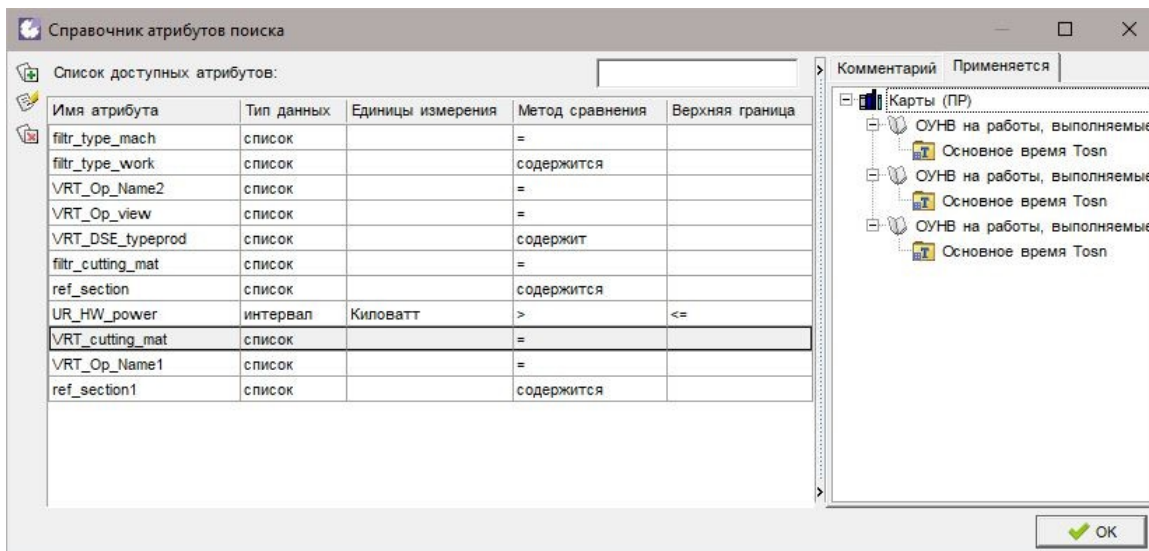 Справочник атрибутов поиска
Список доступных атрибутов:
Комментарий Применяется
Имя атрибута Тип данных Единицы измерения Метод сравнения Верхняя граница
filtr_type_mach список =
filtr_type_work список содержится
VRT_Op_Name2 список =
VRT_Op_view список =
VRT_DSE_typeprod список содержит
filtr_cutting_mat список =
ref_section список содержится
UR_HW_power интервал Киловатт > <=
VRT_cutting_mat список =
VRT_Op_Name1 список =
ref_section1 список содержится
Карты (ПР)
ОУНВ на работы, выполняемые
Основное время Tosn
ОУНВ на работы, выполняемые
Основное время Tosn
ОУНВ на работы, выполняемые
Основное время Tosn
OK